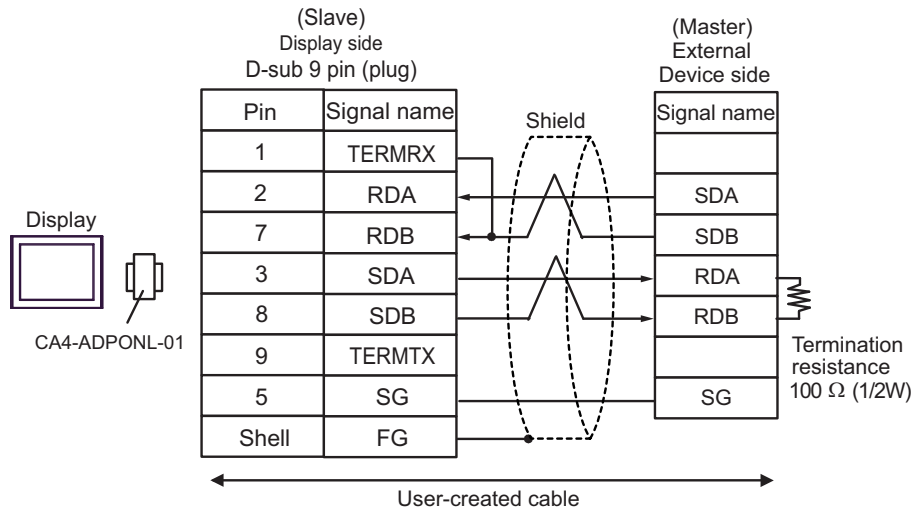 (Slave)
Display side
D-sub 9 pin (plug)
(Master)
External
Device side
Pin Signal name
Shield
Signal name
1 TERMRX
2 RDA
SDA
7 RDB
SDB
3 SDA
RDA
8 SDB
RDB
9 TERMTX
5 SG
SG
Shell FG
Display
CA4-ADPONL-01
Termination
resistance
100 Ω (1/2W)
User-created cable